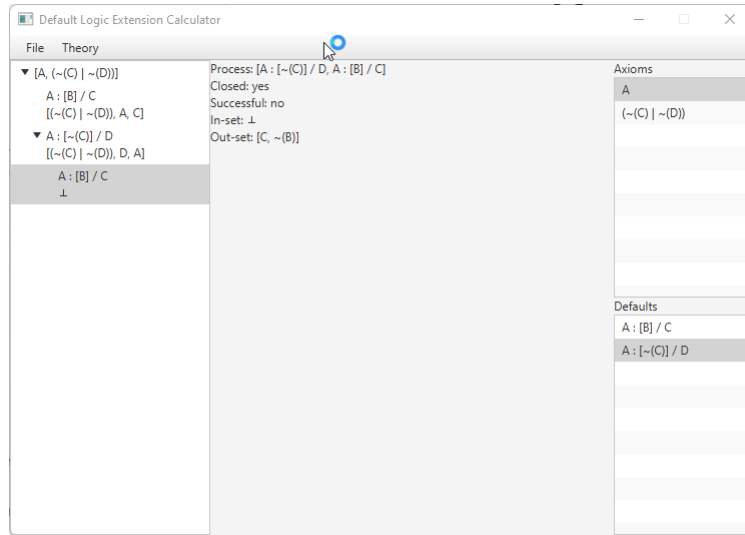 Default Logic Extension Calculator
File Theory
[A, (~(C) | ~(D))]
A : [B] / C
[(~(C) | ~(D)), A, C]
A : [~(C)] / D
[(~(C) | ~(D)), D, A]
A : [B] / C
⊥
Process: [A : [~(C)] / D, A : [B] / C]
Closed: yes
Successful: no
In-set: ⊥
Out-set: [C, ~(B)]
Axioms
A
(~(C) | ~(D))
Defaults
A : [B] / C
A : [~(C)] / D